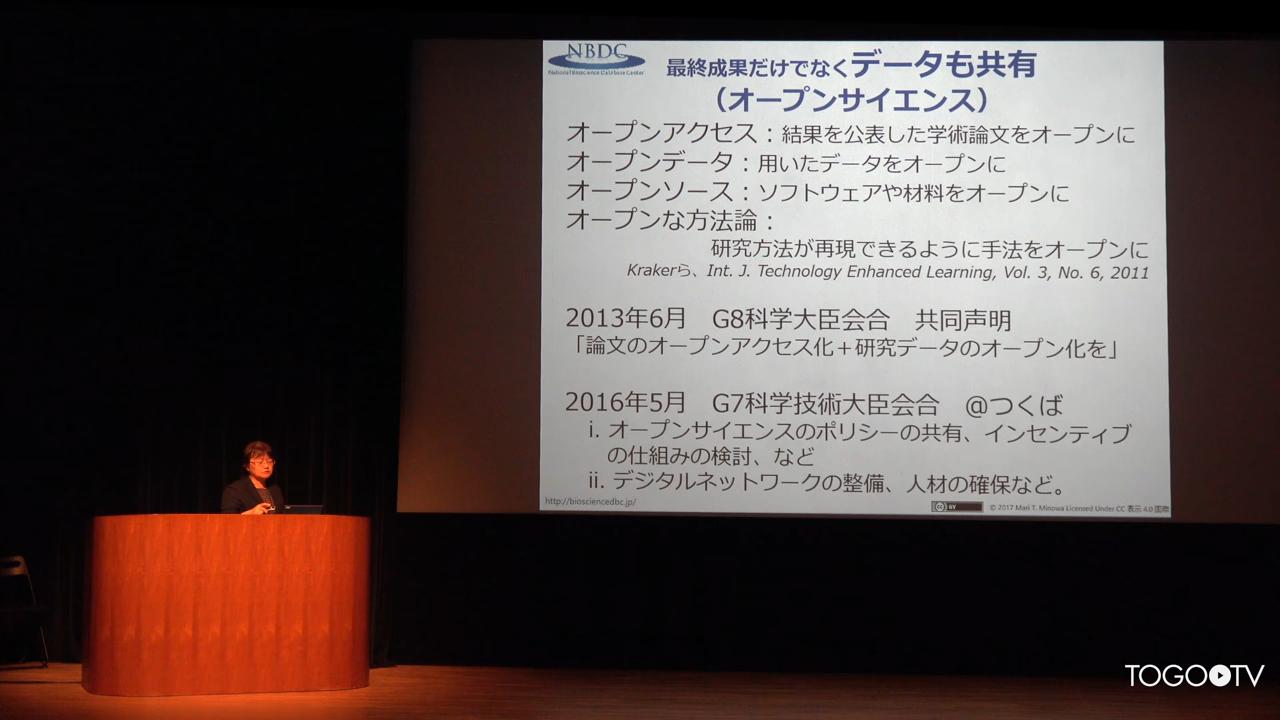 NBDC
National Bioscience Database Center
最終成果だけでなくデータも共有
（オープンサイエンス）
オープンアクセス：結果を公表した学術論文をオープンに
オープンデータ：用いたデータをオープンに
オープンソース：ソフトウェアや材料をオープンに
オープンな方法論：
研究方法が再現できるように手法をオープンに
Krakerら、Int. J. Technology Enhanced Learning, Vol. 3, No. 6, 2011
2013年6月　G8科学大臣会合　共同声明
「論文のオープンアクセス化＋研究データのオープン化を」
2016年5月　G7科学技術大臣会合　@つくば
i. オープンサイエンスのポリシーの共有、インセンティブ
の仕組みの検討、など
ii. デジタルネットワークの整備、人材の確保など。
http://biosciencedbc.jp/
cc BY
© 2017 Mari T. Minowa Licensed Under CC 表示 4.0 国際
TOGOTV